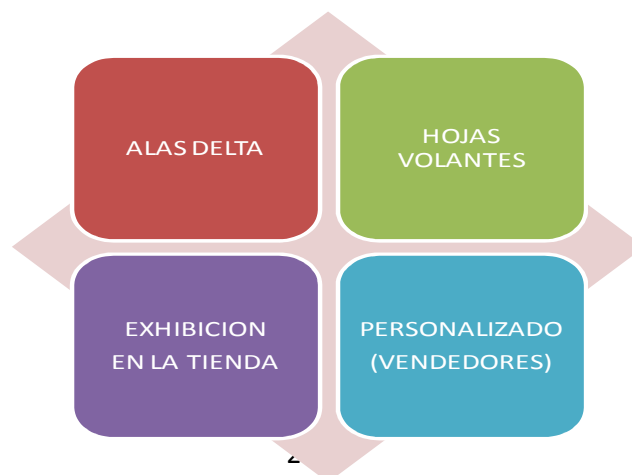 ALAS DELTA
HOJAS
VOLANTES
EXHIBICION
EN LA TIENDA
PERSONALIZADO
(VENDEDORES)